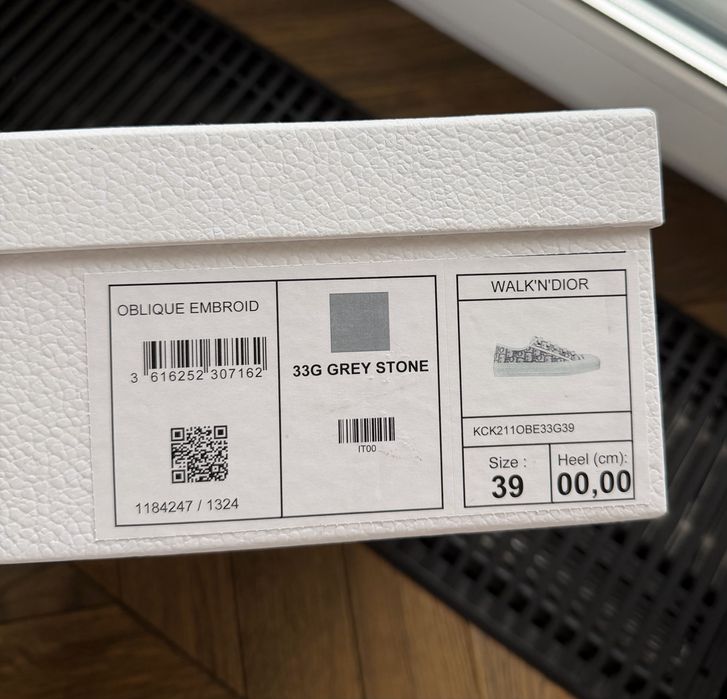 OBLIQUE EMBROID
3 616252 307162
1184247 / 1324
33G GREY STONE
IT00
WALK'N'DIOR
KCK211OBE33G39
Size :
39
Heel (cm):
00,00